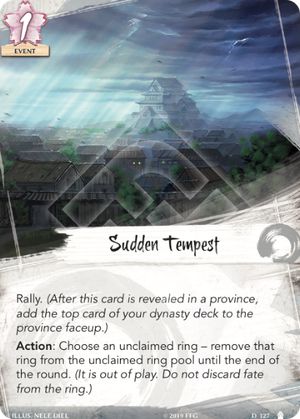 1
EVENT
Sudden Tempest
Rally. (After this card is revealed in a province,
add the top card of your dynasty deck to
the province faceup.)
Action: Choose an unclaimed ring – remove that
ring from the unclaimed ring pool until the end of
the round. (It is out of play. Do not discard fate
from the ring.)
ILLUS. NELE DIEL
© 2019 FFG
D 127